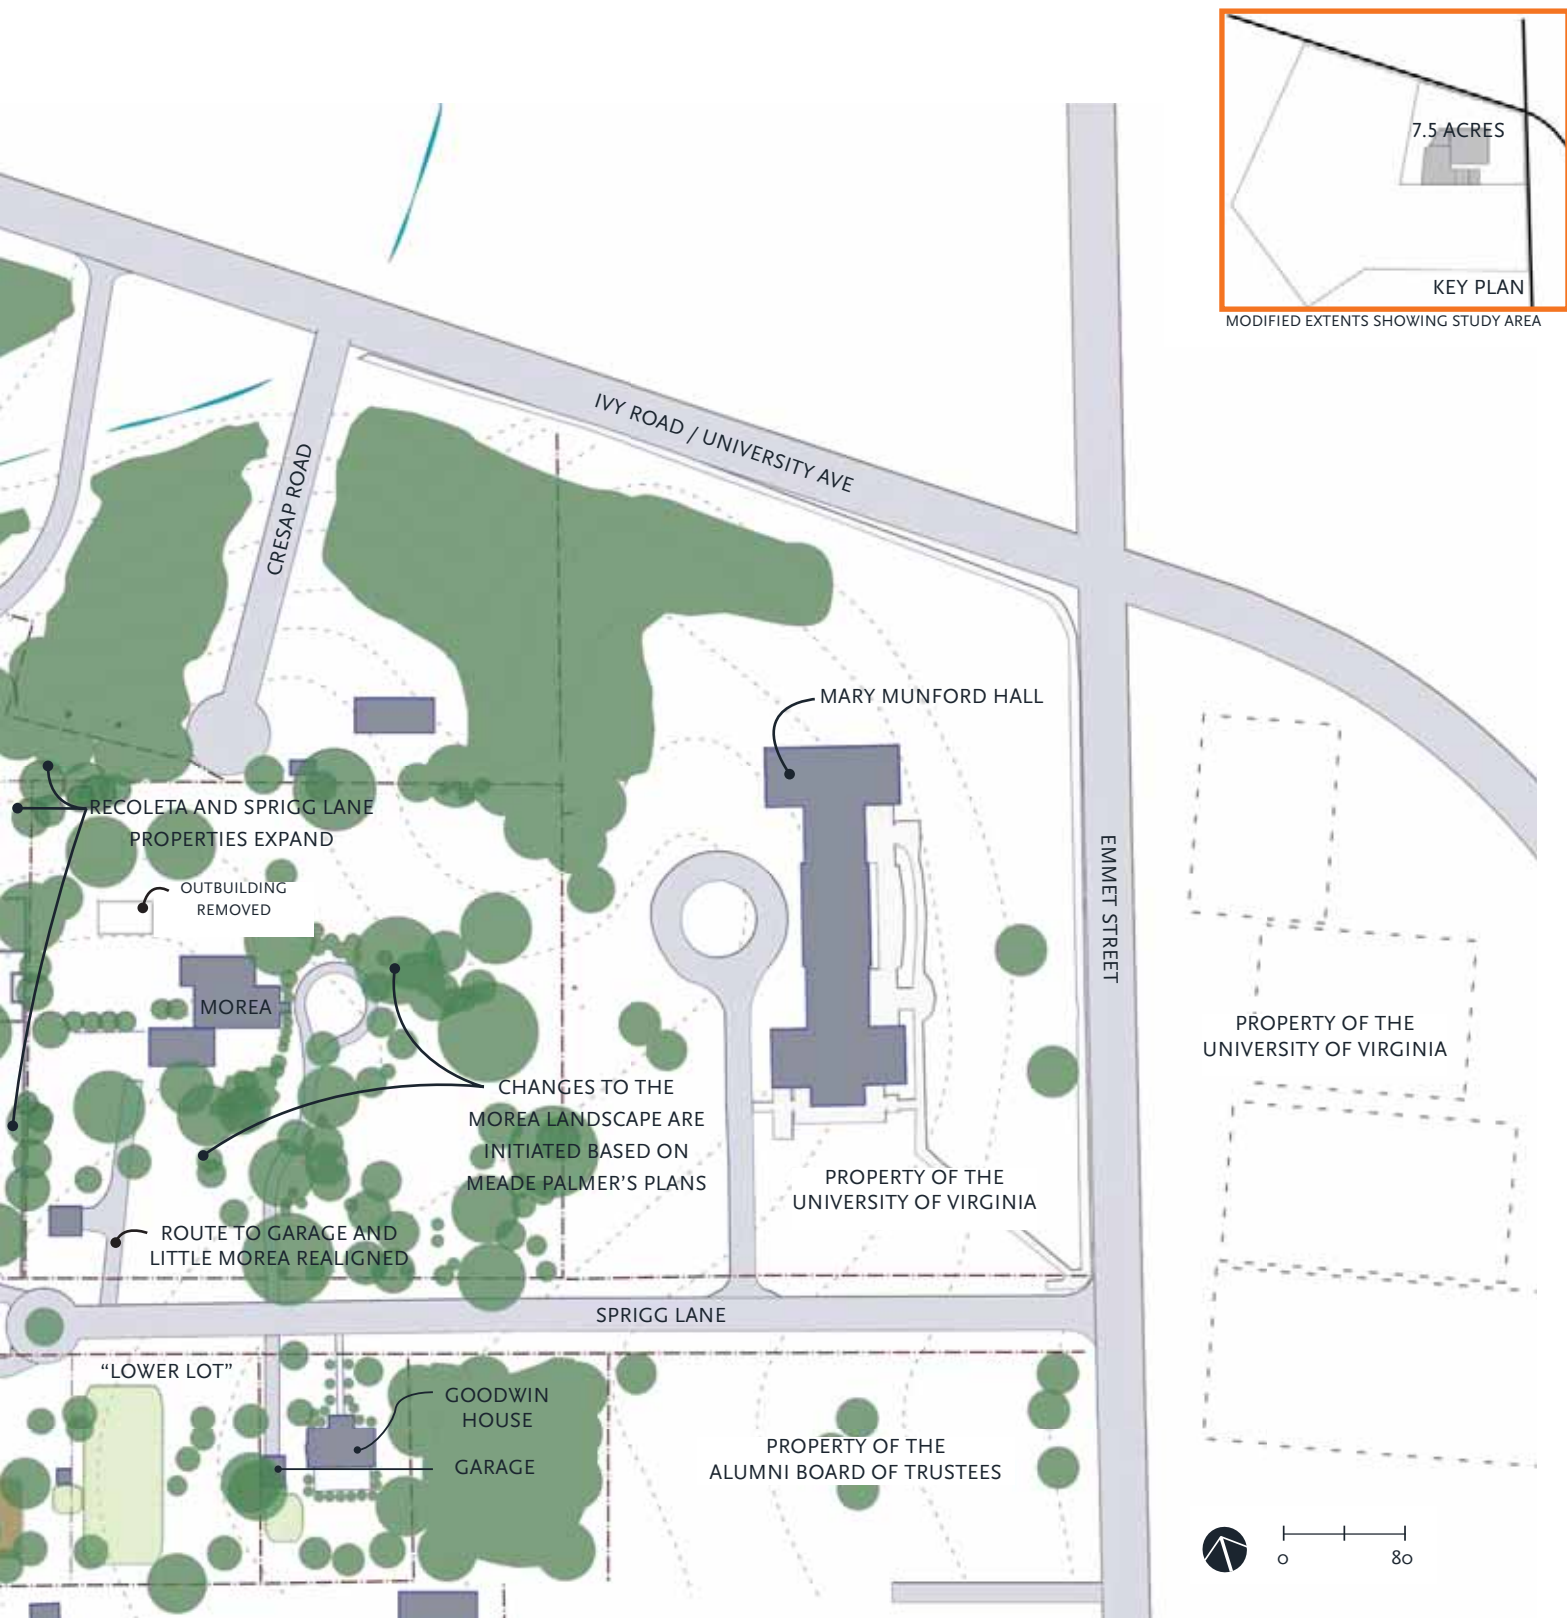 7.5 ACRES
KEY PLAN
MODIFIED EXTENTS SHOWING STUDY AREA
IVY ROAD / UNIVERSITY AVE
CRESAP ROAD
MARY MUNFORD HALL
RECOLETA AND SPRIGG LANE
PROPERTIES EXPAND
OUTBUILDING
REMOVED
EMMET STREET
MOREA
PROPERTY OF THE
UNIVERSITY OF VIRGINIA
CHANGES TO THE
MOREA LANDSCAPE ARE
INITIATED BASED ON
MEADE PALMER'S PLANS
PROPERTY OF THE
UNIVERSITY OF VIRGINIA
ROUTE TO GARAGE AND
LITTLE MOREA REALIGNED
SPRIGG LANE
“LOWER LOT”
GOODWIN
HOUSE
GARAGE
PROPERTY OF THE
ALUMNI BOARD OF TRUSTEES
0 80